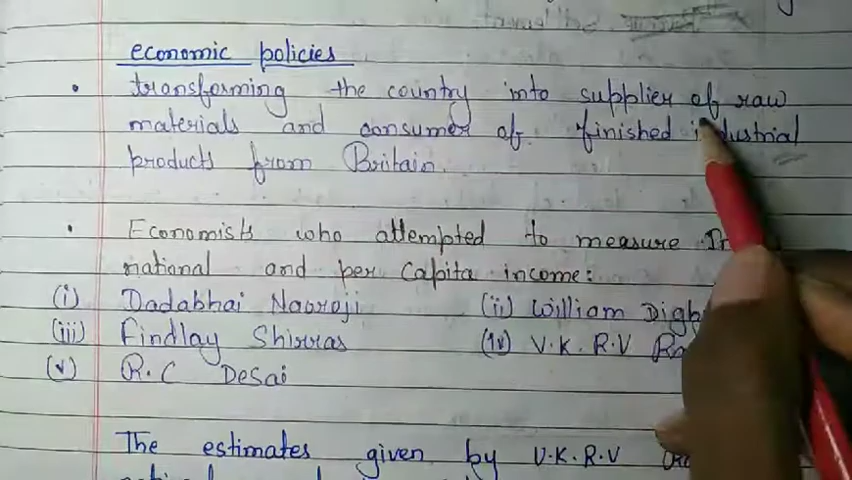 economic policies
• transforming the country into supplier of raw
materials and consumer of finished industrial
products from Britain.
• Economists who attempted to measure
national and per capita income:
(i) Dadabhai Naoroji (ii) William
(iii) Findlay Shirras (iv) V.K.R.V
(v) R.C Desai
The estimates given by V.K.R.V